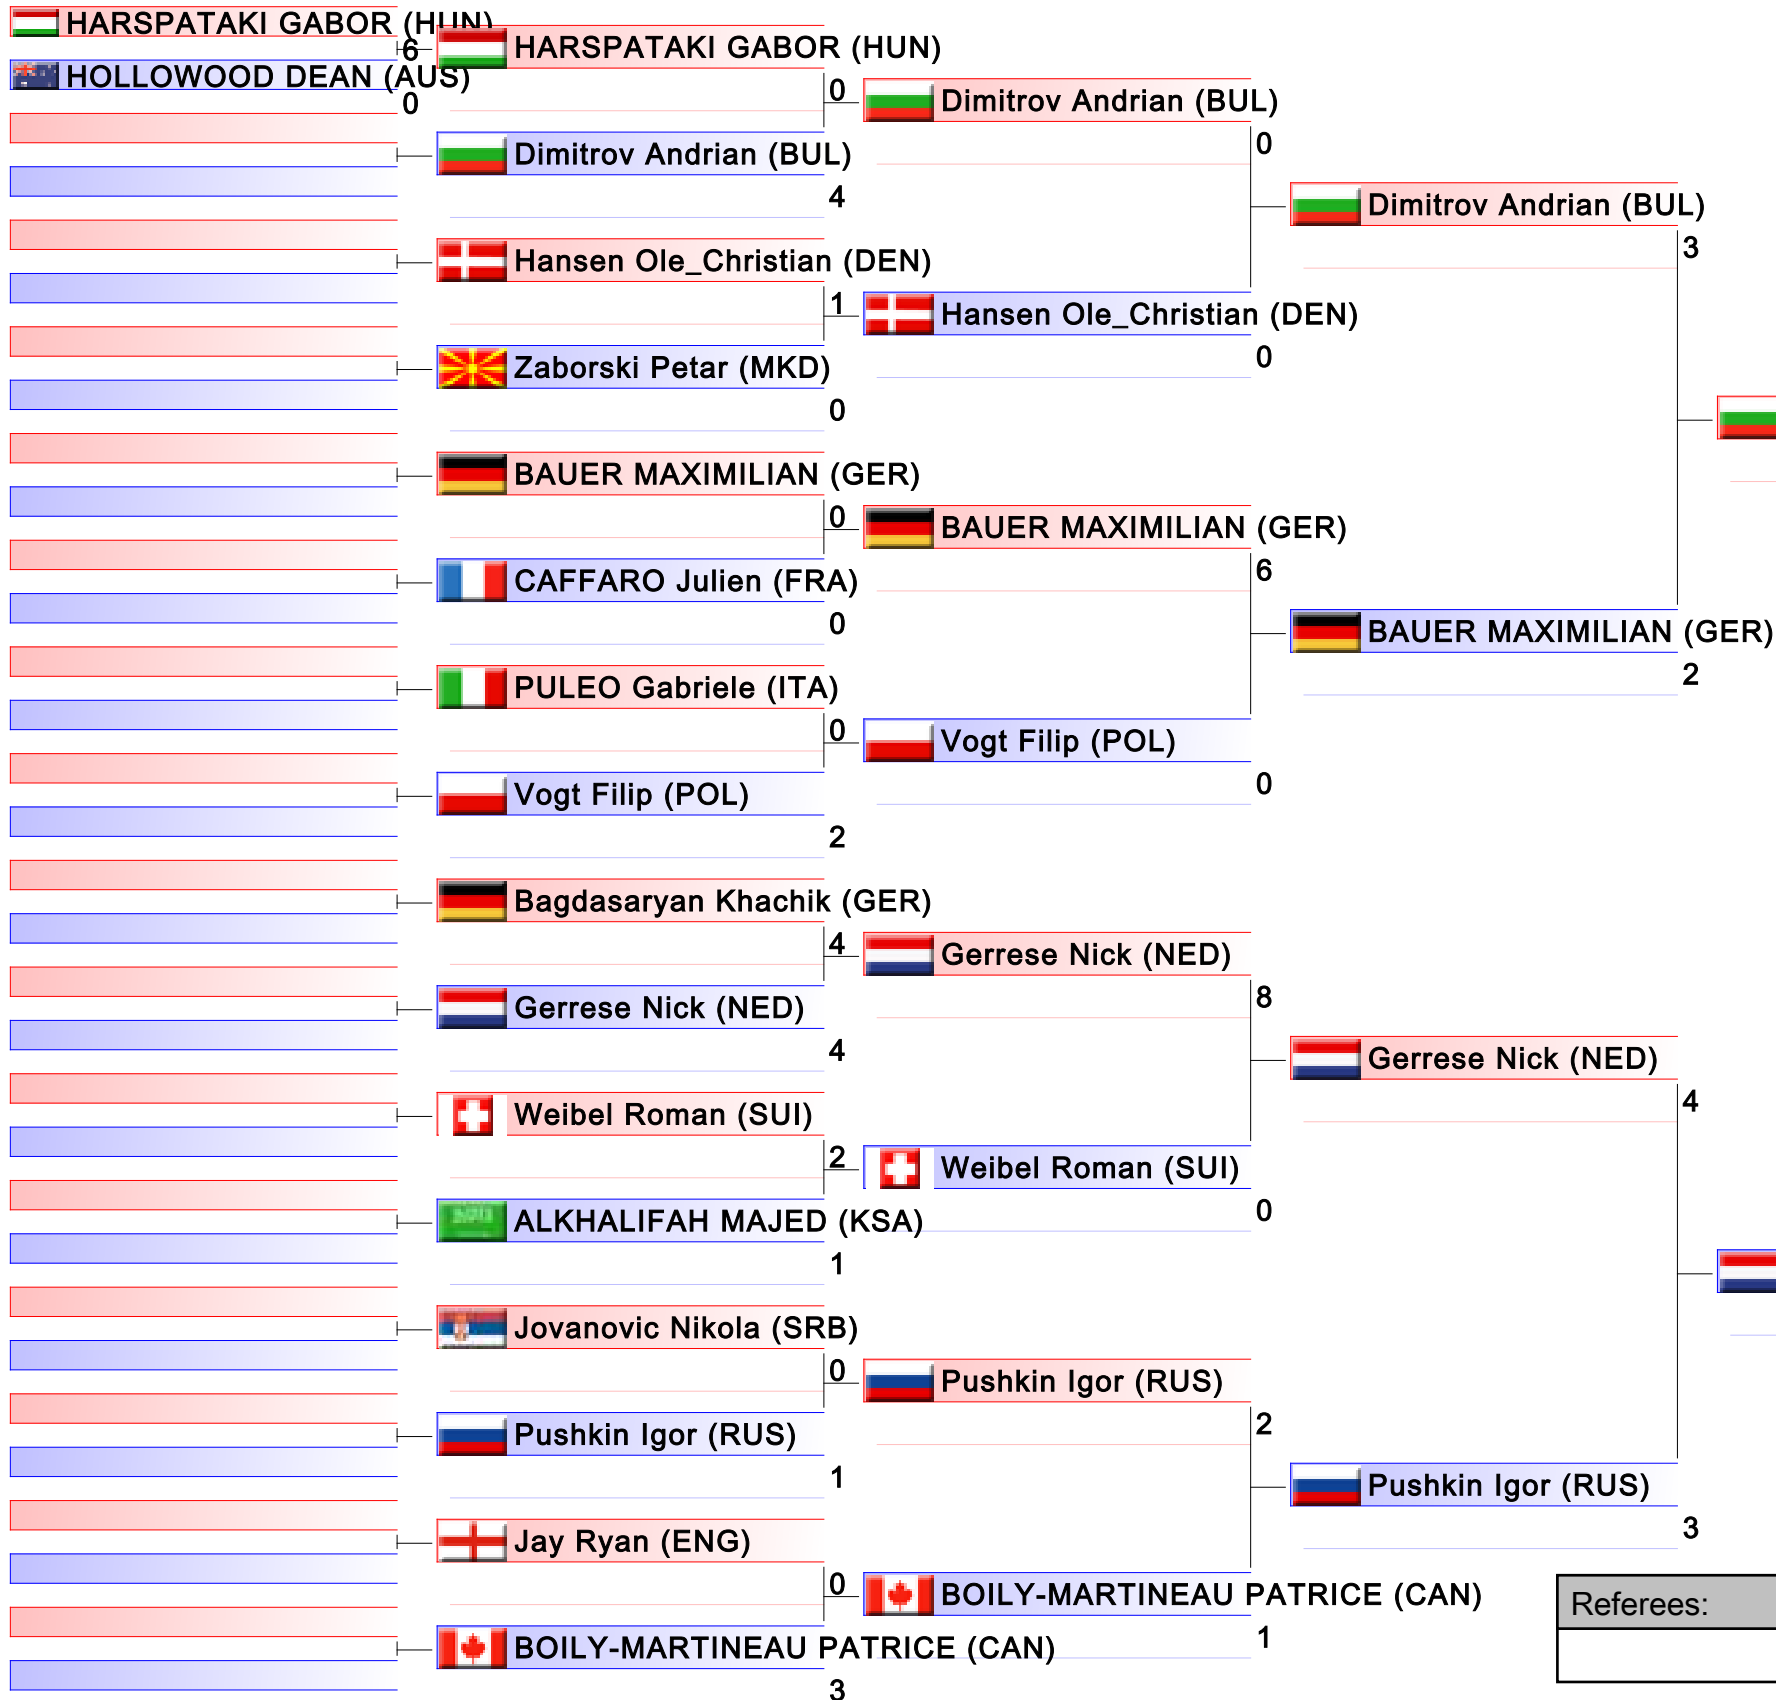 HARSPATAKI GABOR (HUN)
6
HOLLOWOOD DEAN (AUS)
0
HARSPATAKI GABOR (HUN)
0
Dimitrov Andrian (BUL)
4
Hansen Ole_Christian (DEN)
1
Zaborski Petar (MKD)
0
BAUER MAXIMILIAN (GER)
0
CAFFARO Julien (FRA)
0
PULEO Gabriele (ITA)
0
Vogt Filip (POL)
2
Bagdasaryan Khachik (GER)
4
Gerrese Nick (NED)
4
Weibel Roman (SUI)
2
ALKHALIFAH MAJED (KSA)
1
Jovanovic Nikola (SRB)
0
Pushkin Igor (RUS)
1
Jay Ryan (ENG)
0
BOILY-MARTINEAU PATRICE (CAN)
3
Dimitrov Andrian (BUL)
0
Hansen Ole_Christian (DEN)
0
BAUER MAXIMILIAN (GER)
6
Vogt Filip (POL)
0
Gerrese Nick (NED)
8
Weibel Roman (SUI)
0
Pushkin Igor (RUS)
2
BOILY-MARTINEAU PATRICE (CAN)
1
Dimitrov Andrian (BUL)
3
BAUER MAXIMILIAN (GER)
2
Gerrese Nick (NED)
4
Pushkin Igor (RUS)
3
Referees: